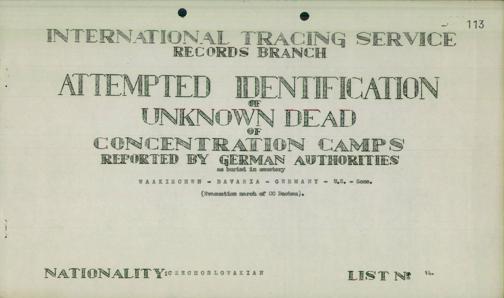 113
INTERNATIONAL TRACING SERVICE
RECORDS BRANCH
ATTEMPTED IDENTIFICATION
OF
UNKNOWN DEAD
OF
CONCENTRATION CAMPS
REPORTED BY GERMAN AUTHORITIES
as buried in cemetery
WAAKIRCHEN - BAVARIA - GERMANY - U.S. - Zone.
(Evacuation march of CC Dachau).
NATIONALITY: CZECHOSLOVAKIAN
LIST Nº 14.